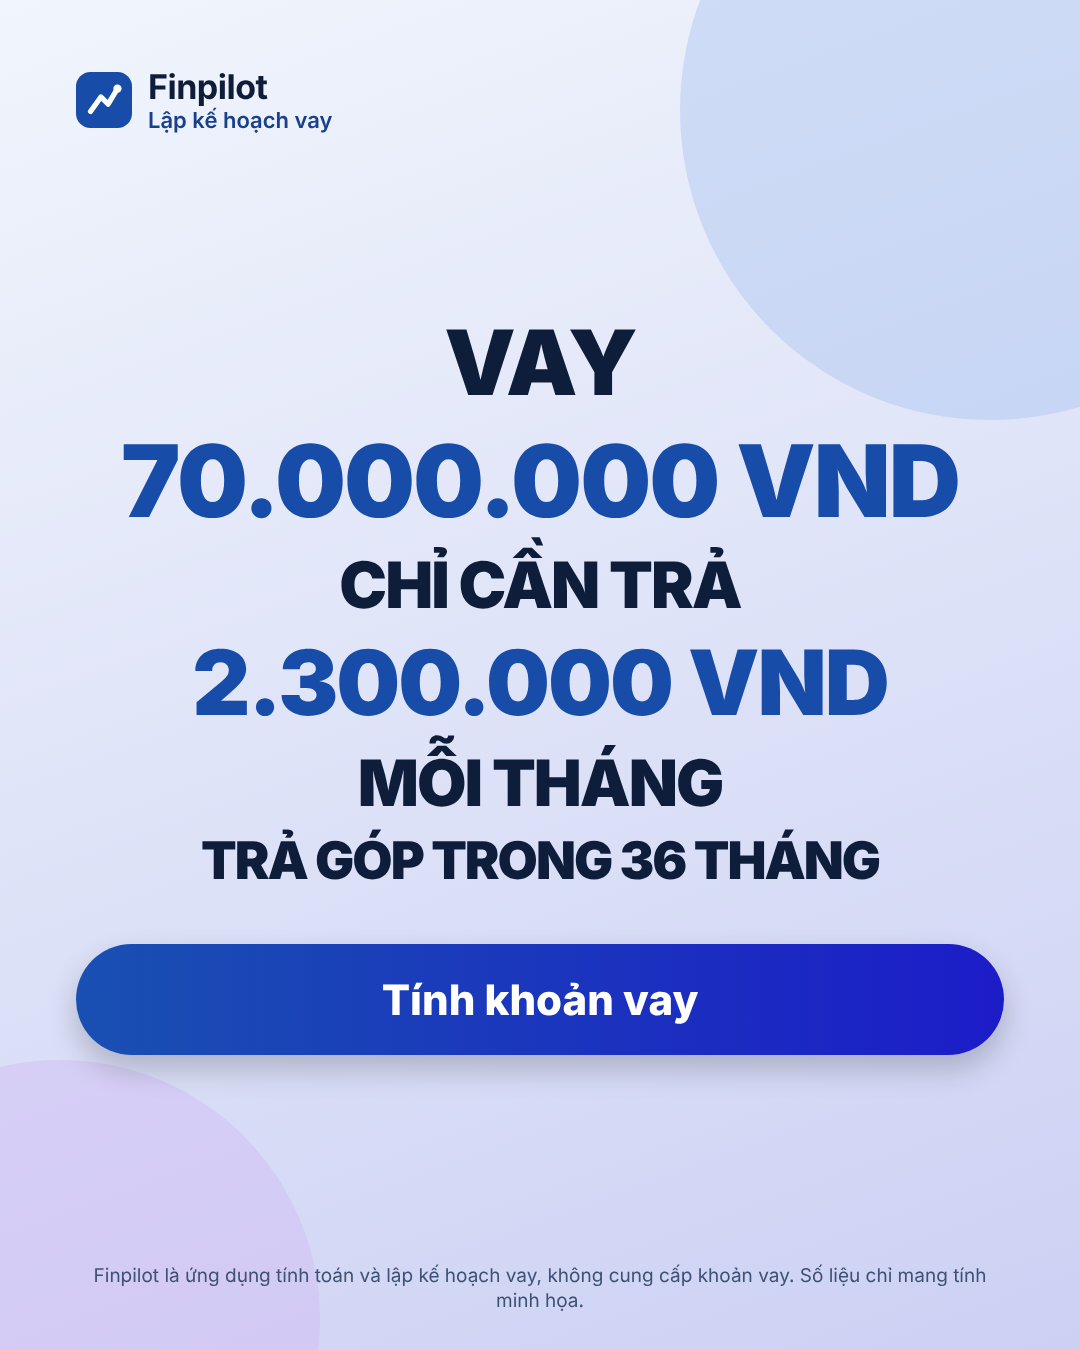 Finpilot
Lập kế hoạch vay
VAY
70.000.000 VND
CHỈ CẦN TRẢ
2.300.000 VND
MỖI THÁNG
TRẢ GÓP TRONG 36 THÁNG
Tính khoản vay
Finpilot là ứng dụng tính toán và lập kế hoạch vay, không cung cấp khoản vay. Số liệu chỉ mang tính
minh họa.